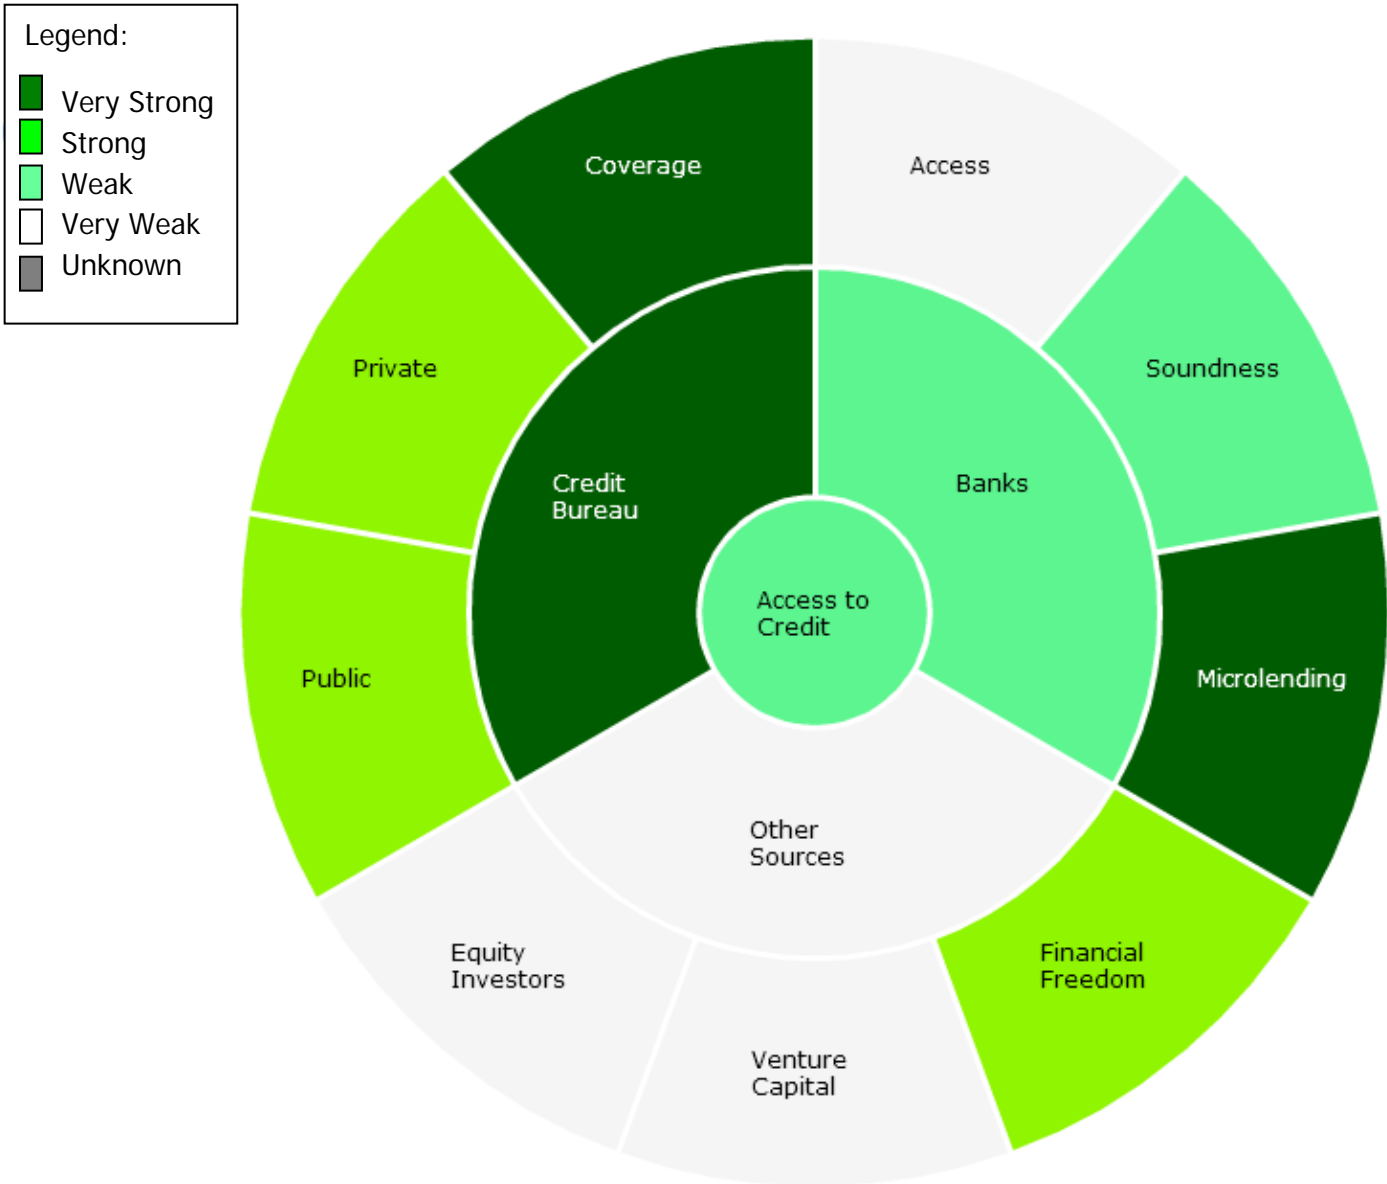 Legend:
Very Strong
Strong
Weak
Very Weak
Unknown
Coverage
Access
Private
Soundness
Credit
Bureau
Banks
Access to
Credit
Public
Microlending
Other
Sources
Equity
Investors
Financial
Freedom
Venture
Capital